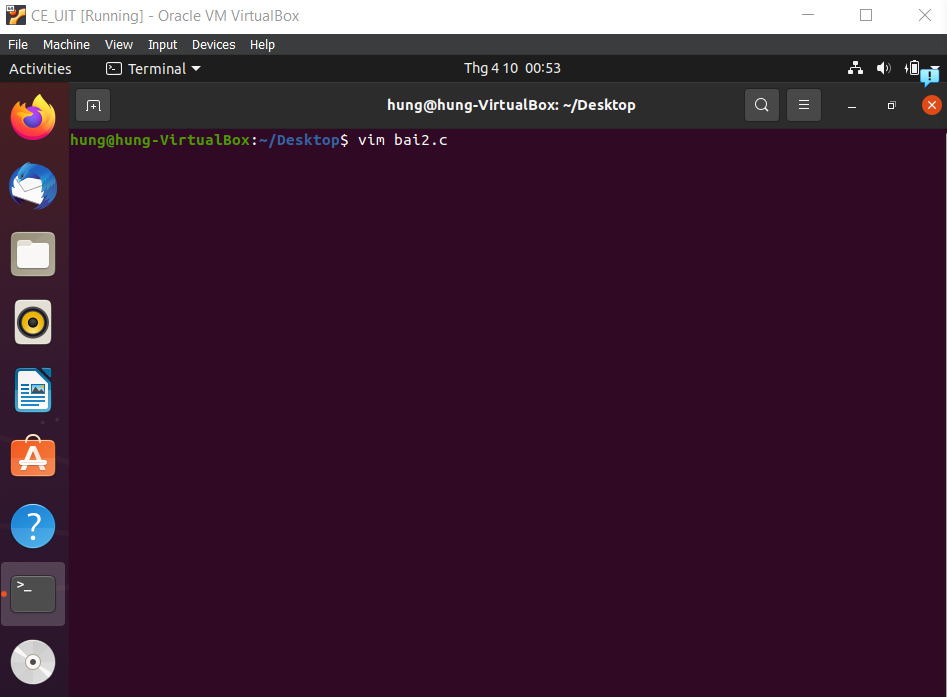 CE_UIT [Running] - Oracle VM VirtualBox
File Machine View Input Devices Help
Activities Terminal Thg 4 10 00:53
hung@hung-VirtualBox: ~/Desktop
hung@hung-VirtualBox:~/Desktop$ vim bai2.c